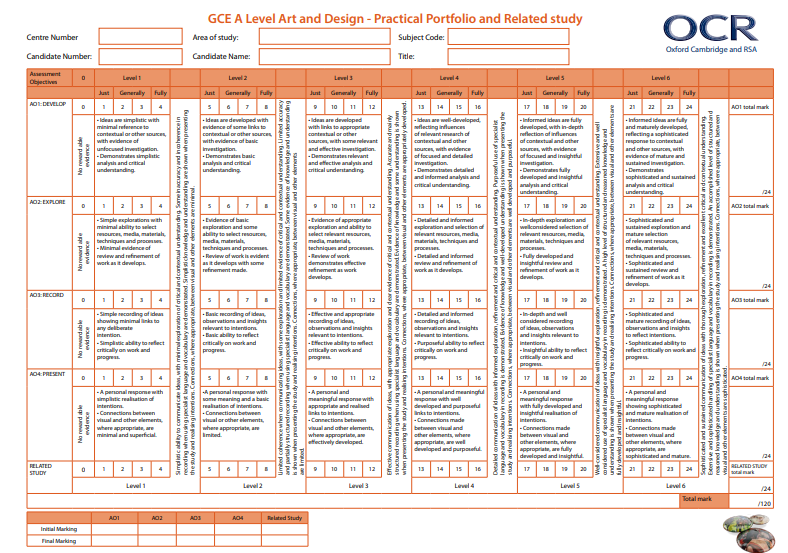 GCE A Level Art and Design - Practical Portfolio and Related study
OCR
Oxford Cambridge and RSA
Centre Number
Area of study:
Subject Code:
Candidate Number:
Candidate Name:
Title:
Assessment
Objectives
0
Level 1
Level 2
Level 3
Level 4
Level 5
Level 6
Just Generally Fully
Just Generally Fully
Just Generally Fully
Just Generally Fully
Just Generally Fully
Just Generally Fully
AO1: DEVELOP
0 1 2 3 4 5 6 7 8 9 10 11 12 13 14 15 16 17 18 19 20 21 22 23 24
AO1 total mark
No reward able
evidence
• Ideas are simplistic with
minimal reference to
contextual or other sources,
with evidence of
unfocussed investigation.
• Demonstrates simplistic
analysis and critical
understanding.
• Ideas are developed with
evidence of some links to
contextual or other sources,
with evidence of basic
investigation.
• Demonstrates basic
analysis and critical
understanding.
• Ideas are developed
with links to appropriate
contextual or other
sources, with some relevant
and effective investigation.
• Demonstrates relevant
and effective analysis and
critical understanding.
• Ideas are well-developed,
reflecting influences
of relevant research of
contextual and other
sources, with evidence
of focused and detailed
investigation.
• Demonstrates detailed
and informed analysis and
critical understanding.
• Informed ideas are fully
developed, with in-depth
reflection of influences
of contextual and other
sources, with evidence
of focused and insightful
investigation.
• Demonstrates fully
developed and insightful
analysis and critical
understanding.
• Informed ideas are fully
and maturely developed,
reflecting a sophisticated
response to contextual
and other sources, with
evidence of mature and
sustained investigation.
• Demonstrates
sophisticated and sustained
analysis and critical
understanding.
/24
AO2: EXPLORE
0 1 2 3 4 5 6 7 8 9 10 11 12 13 14 15 16 17 18 19 20 21 22 23 24
AO2 total mark
No reward able
evidence
• Simple explorations with
minimal ability to select
resources, materials,
techniques or processes.
• Minimal evidence of
review and refinement of
work as it develops.
• Evidence of basic
exploration and some
ability to select resources,
media, materials,
techniques or processes.
• Review of work is evident
as it develops with some
refinement made.
• Evidence of appropriate
exploration and ability to
select relevant resources,
media, materials,
techniques and processes.
• Review of work
demonstrates effective
refinement as work
develops.
• Detailed and informed
exploration and selection of
relevant resources, media,
materials, techniques and
processes.
• Detailed and informed
review and refinement of
work as it develops.
• In-depth exploration and
wellconsidered selection of
relevant resources, media,
materials, techniques and
processes.
• Fully developed and
insightful review and
refinement of work as it
develops.
• Sophisticated and
sustained exploration and
mature selection
of relevant resources,
media, materials,
techniques and processes.
• Sophisticated and
sustained review and
refinement of work as it
develops.
/24
AO3: RECORD
0 1 2 3 4 5 6 7 8 9 10 11 12 13 14 15 16 17 18 19 20 21 22 23 24
AO3 total mark
No reward able
evidence
• Simple recording of ideas
showing minimal links to
any deliberate
intention.
• Simplistic ability to reflect
critically on work and
progress.
• Basic recording of ideas,
observations and insights
relevant to intentions.
• Basic ability to reflect
critically on work and
progress.
• Effective and appropriate
recording of ideas,
observations and insights
relevant to intentions.
• Effective ability to reflect
critically on work and
progress.
• Detailed and informed
recording of ideas,
observations and insights
relevant to intentions.
• Purposeful ability to reflect
critically on work and
progress.
• In-depth and well
considered recording
of ideas, observations
and insights relevant to
intentions.
• Insightful ability to reflect
critically on work and
progress.
• Sophisticated and
mature recording of ideas,
observations and insights
to reflect intentions.
• Sophisticated ability to
reflect critically on work
and progress.
/24
AO4: PRESENT
0 1 2 3 4 5 6 7 8 9 10 11 12 13 14 15 16 17 18 19 20 21 22 23 24
AO4 total mark
No reward able
evidence
• A personal response with
simplistic realisation of
intentions.
• Connections between
visual and other elements,
where appropriate, are
minimal and superficial.
• A personal response with
some meaning and a basic
realisation of intentions.
• Connections between
visual or other elements,
where appropriate, are
limited.
• A personal and
meaningful response with
appropriate and realised
links to intentions.
• Connections between
visual and other elements,
where appropriate, are
effectively developed.
• A personal and
meaningful response
with well developed and
purposeful links to
intentions.
• Connections made
between visual and
other elements, where
appropriate, are well
developed and purposeful.
• A personal and
meaningful response
with fully developed and
insightful realisation of
intentions.
• Connections made
between visual and
other elements, where
appropriate, are fully
developed and insightful.
• A personal and
meaningful response
showing sophisticated
and mature realisation of
intentions.
• Connections made
between visual and
other elements, where
appropriate, are
sophisticated and mature.
/24
RELATED
STUDY
0 1 2 3 4 5 6 7 8 9 10 11 12 13 14 15 16 17 18 19 20 21 22 23 24
RELATED STUDY
total mark
Level 1
Level 2
Level 3
Level 4
Level 5
Level 6
/24
Total mark
/120
AO1 AO2 AO3 AO4 Related Study
Initial Marking
Final Marking